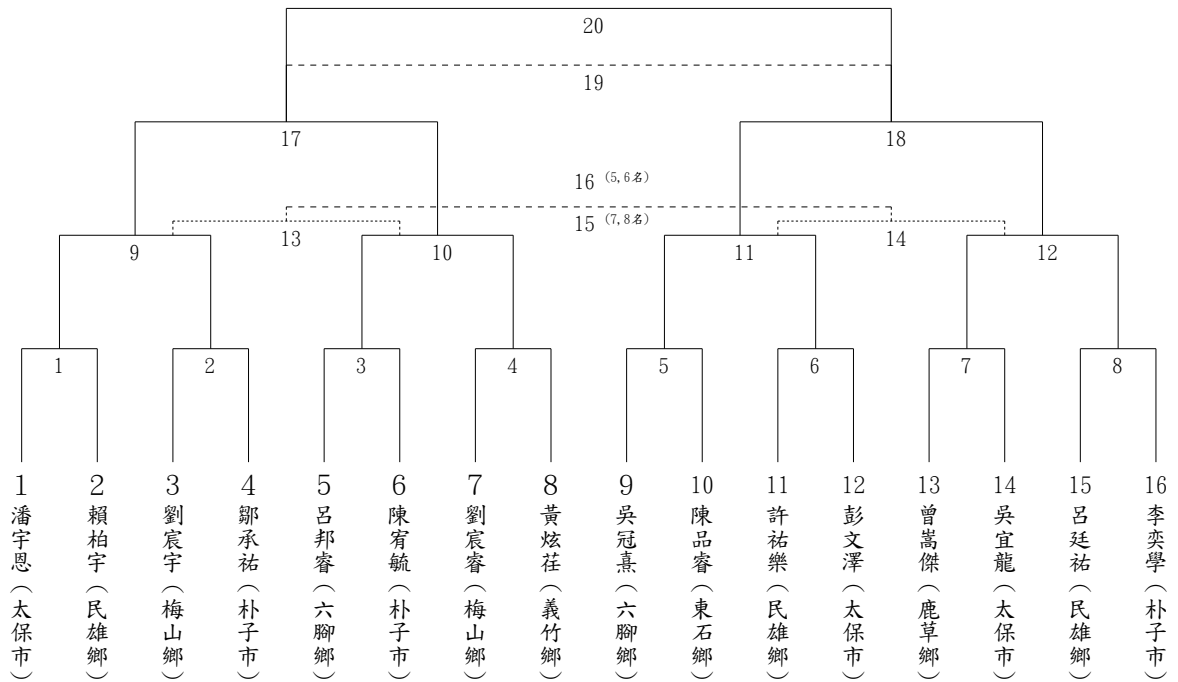 20
19
17
18
16 (5,6名)
15 (7,8名)
13
14
9
10
11
12
1
2
3
4
5
6
7
8
1
潘宇恩(太保市)
2
賴柏宇(民雄鄉)
3
劉宸宇(梅山鄉)
4
鄒承祐(朴子市)
5
呂邦睿(六腳鄉)
6
陳宥毓(朴子市)
7
劉宸睿(梅山鄉)
8
黃炫荏(義竹鄉)
9
吳冠熹(六腳鄉)
10
陳品睿(東石鄉)
11
許祐樂(民雄鄉)
12
彭文澤(太保市)
13
曾嵩傑(鹿草鄉)
14
吳宜龍(太保市)
15
呂廷祐(民雄鄉)
16
李奕學(朴子市)